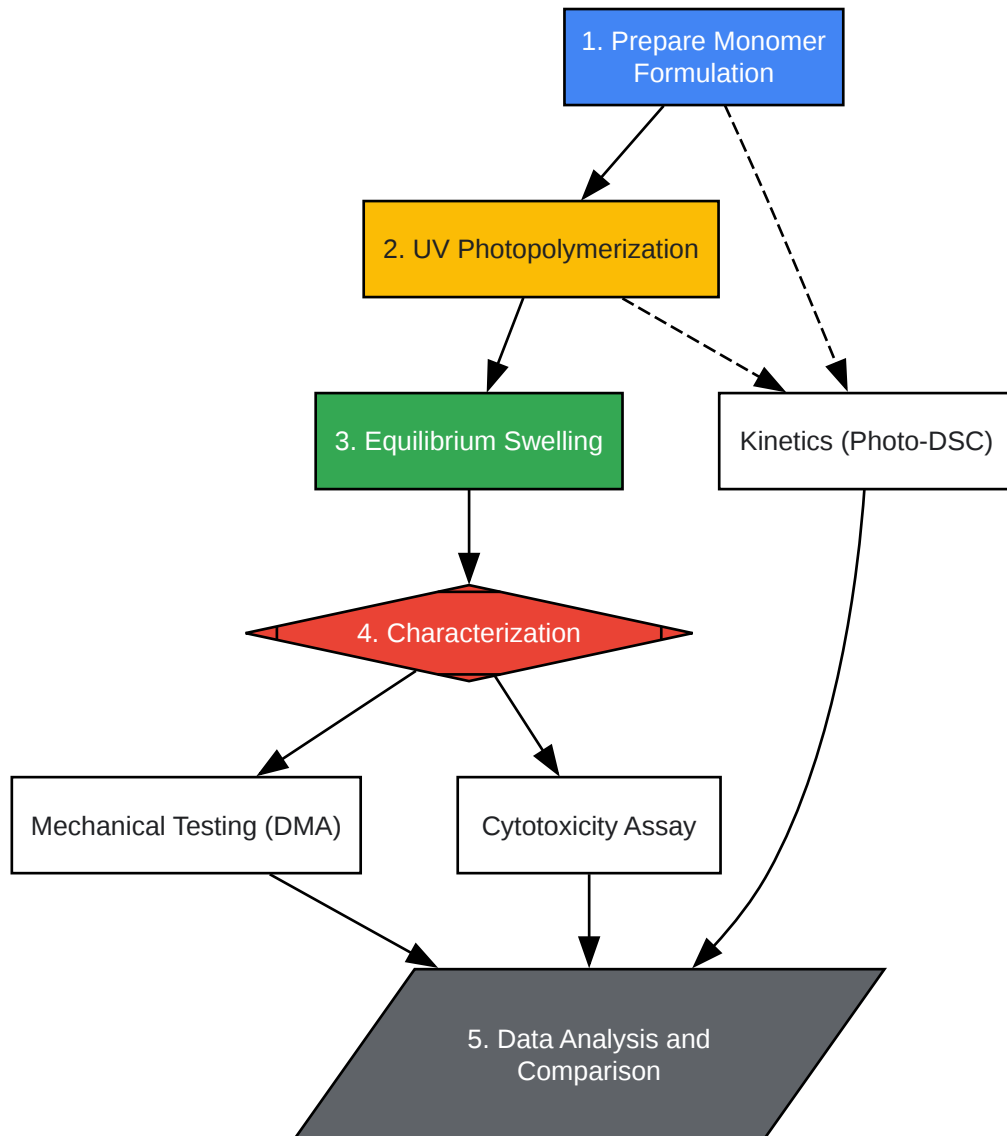 1. Prepare Monomer
Formulation
2. UV Photopolymerization
3. Equilibrium Swelling
Kinetics (Photo-DSC)
4. Characterization
Mechanical Testing (DMA)
Cytotoxicity Assay
5. Data Analysis and
Comparison